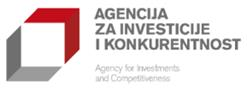 AGENCIJA
ZA INVESTICIJE
I KONKURENTNOST
Agency for Investments
and Competitiveness